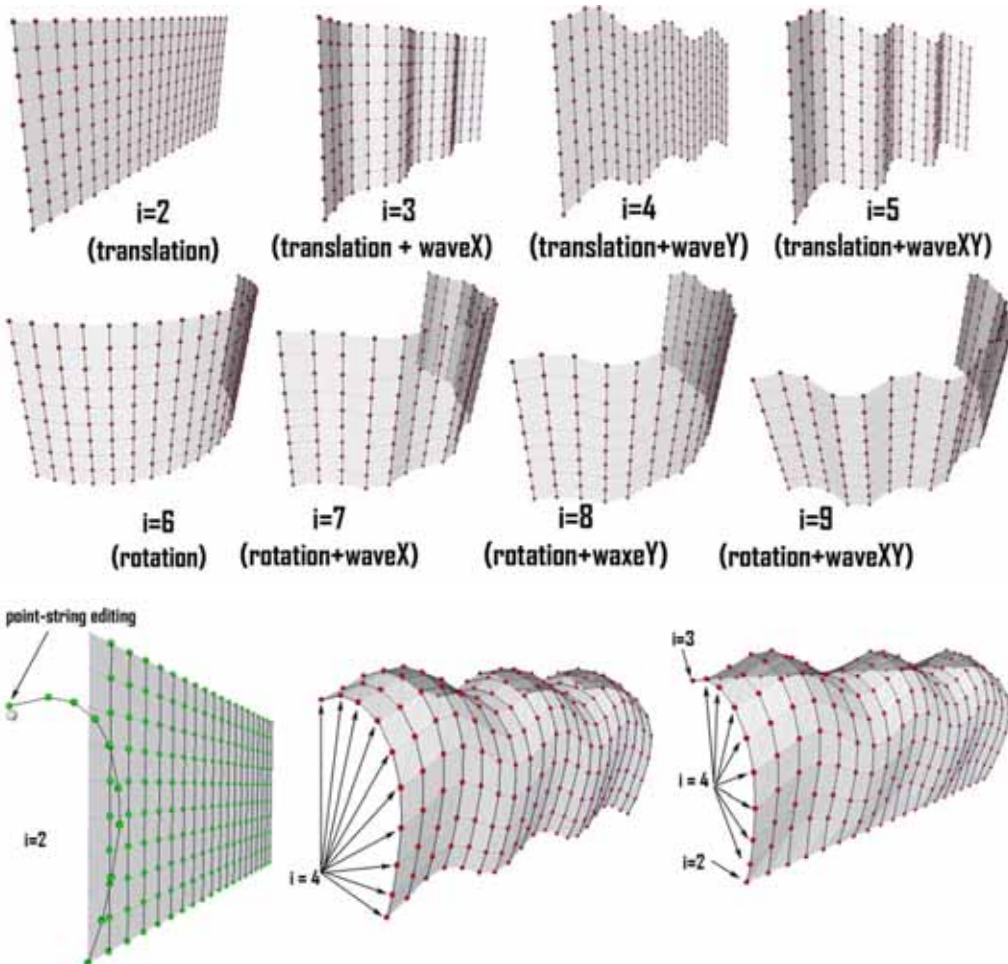 i=2
(translation)
i=3
(translation + waveX)
i=4
(translation+waveY)
i=5
(translation+waveXY)
i=6
(rotation)
i=7
(rotation+waveX)
i=8
(rotation+waxeY)
i=9
(rotation+waveXY)
point-string editing
i=2
i = 4
i=3
i = 4
i=2